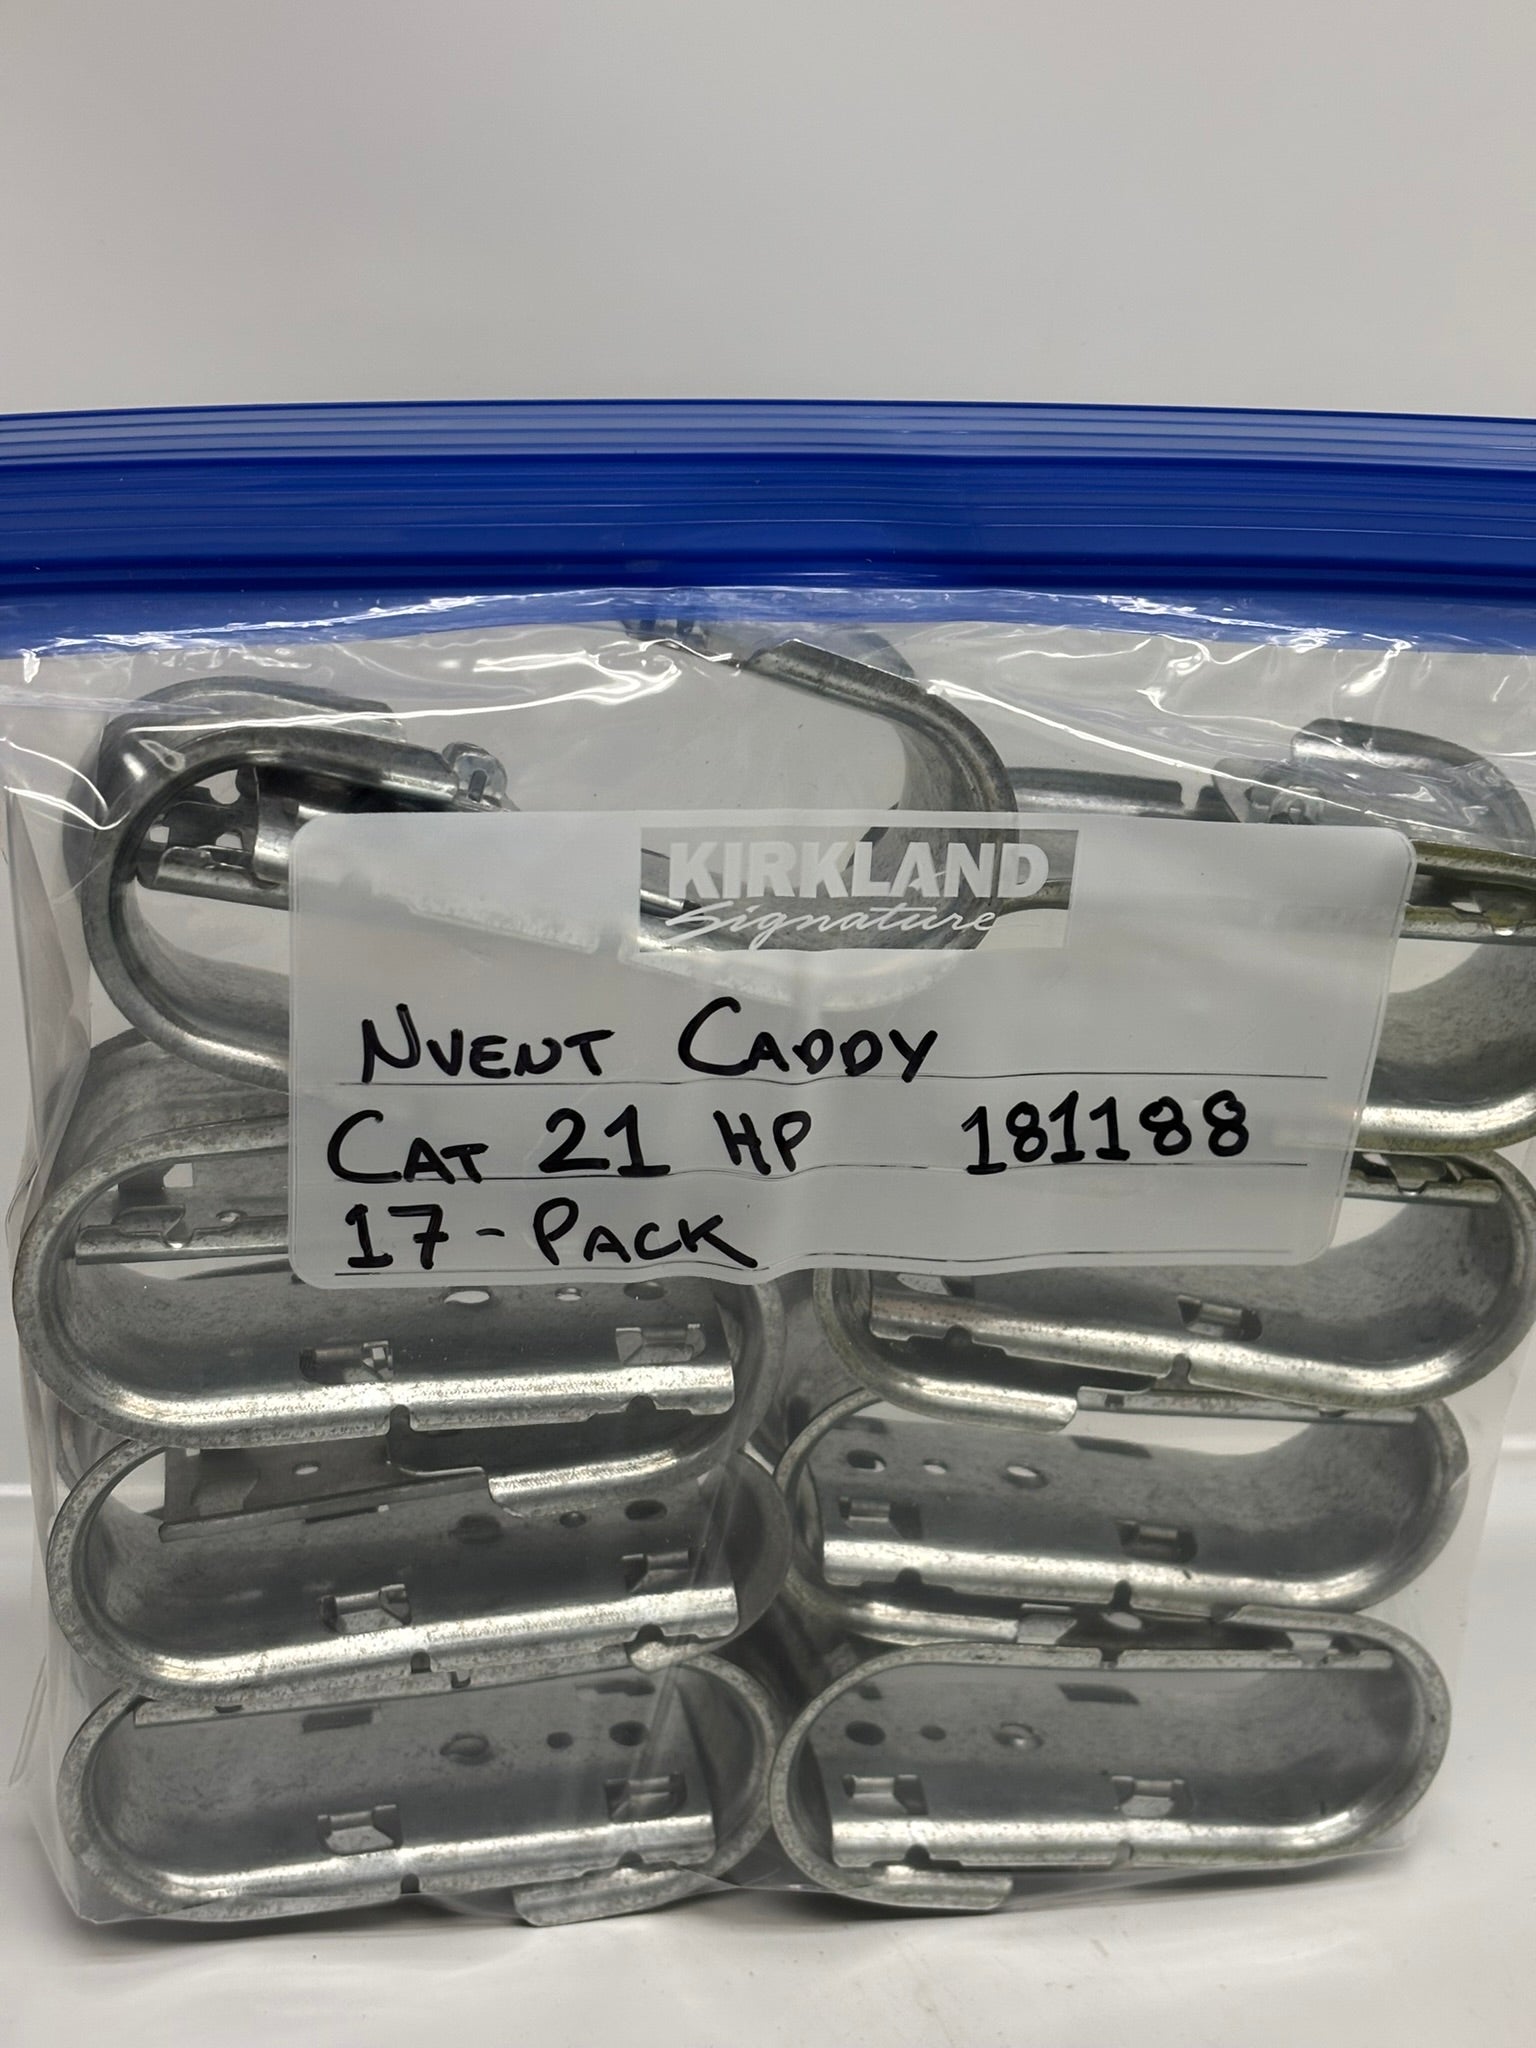 KIRKLAND
Signature
NVENT CADDY
CAT 21 HP 181188
17-PACK